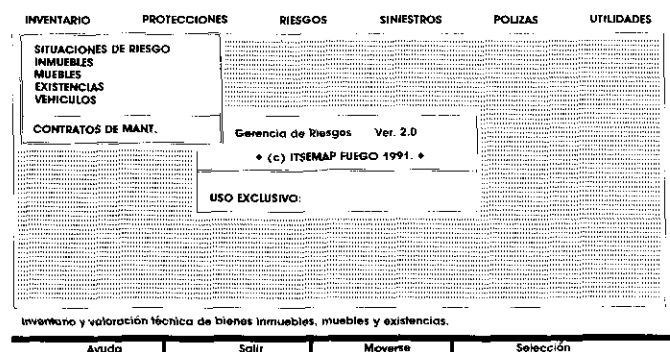 INVENTARIO PROTECCIONES RIESGOS SINIESTROS POLIZAS UTILIDADES
SITUACIONES DE RIESGO
INMUEBLES
MUEBLES
EXISTENCIAS
VEHICULOS
CONTRATOS DE MANT.
Gerencia de Riesgos Ver. 2.0
♦ (c) ITSEMAP FUEGO 1991. ♦
USO EXCLUSIVO:
Inventario y valoración técnica de bienes inmuebles, muebles y existencias.
Ayuda Salir Moverse Selección